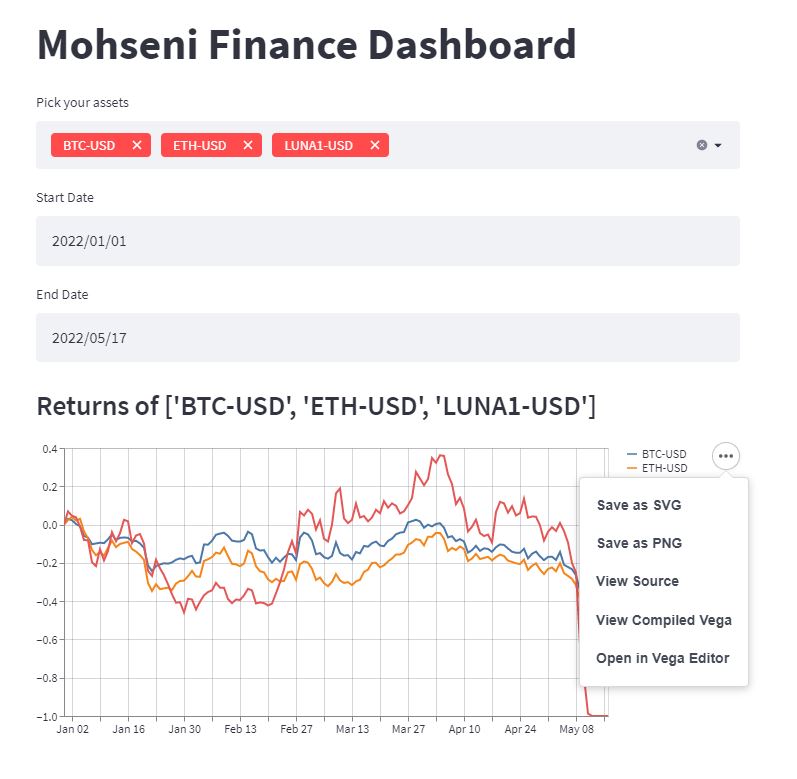 Mohseni Finance Dashboard
Pick your assets
BTC-USD ETH-USD LUNA1-USD
Start Date
2022/01/01
End Date
2022/05/17
Returns of ['BTC-USD', 'ETH-USD', 'LUNA1-USD']
BTC-USD
ETH-USD
Save as SVG
Save as PNG
View Source
View Compiled Vega
Open in Vega Editor
0.4
0.2
0.0
−0.2
−0.4
−0.6
−0.8
−1.0
Jan 02 Jan 16 Jan 30 Feb 13 Feb 27 Mar 13 Mar 27 Apr 10 Apr 24 May 08